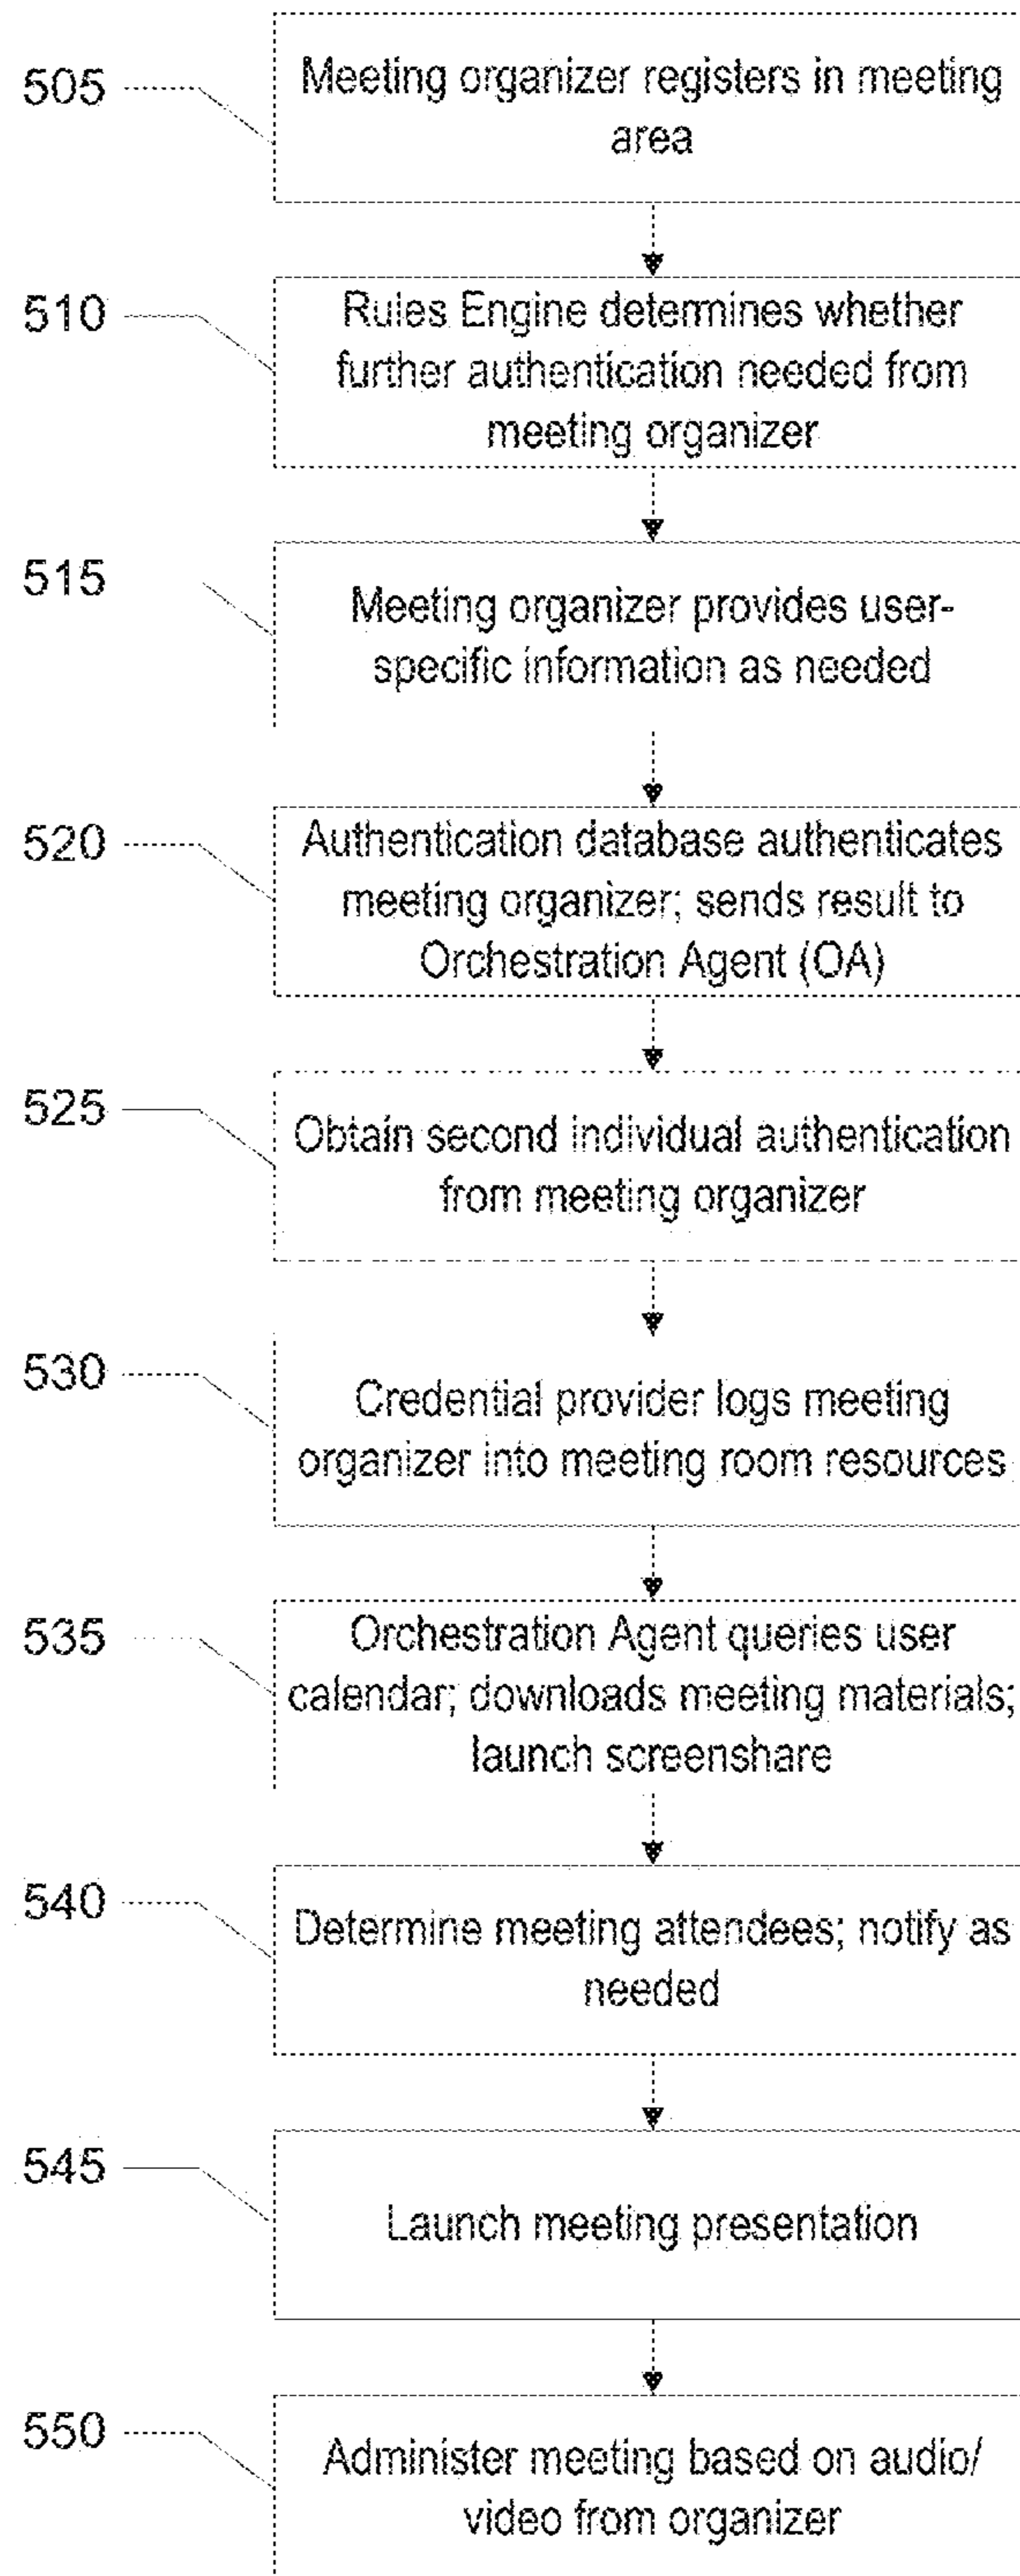 505
Meeting organizer registers in meeting
area
510
Rules Engine determines whether
further authentication needed from
meeting organizer
515
Meeting organizer provides user-
specific information as needed
520
Authentication database authenticates
meeting organizer; sends result to
Orchestration Agent (OA)
525
Obtain second individual authentication
from meeting organizer
530
Credential provider logs meeting
organizer into meeting room resources
535
Orchestration Agent queries user
calendar; downloads meeting materials;
launch screenshare
540
Determine meeting attendees; notify as
needed
545
Launch meeting presentation
550
Administer meeting based on audio/
video from organizer